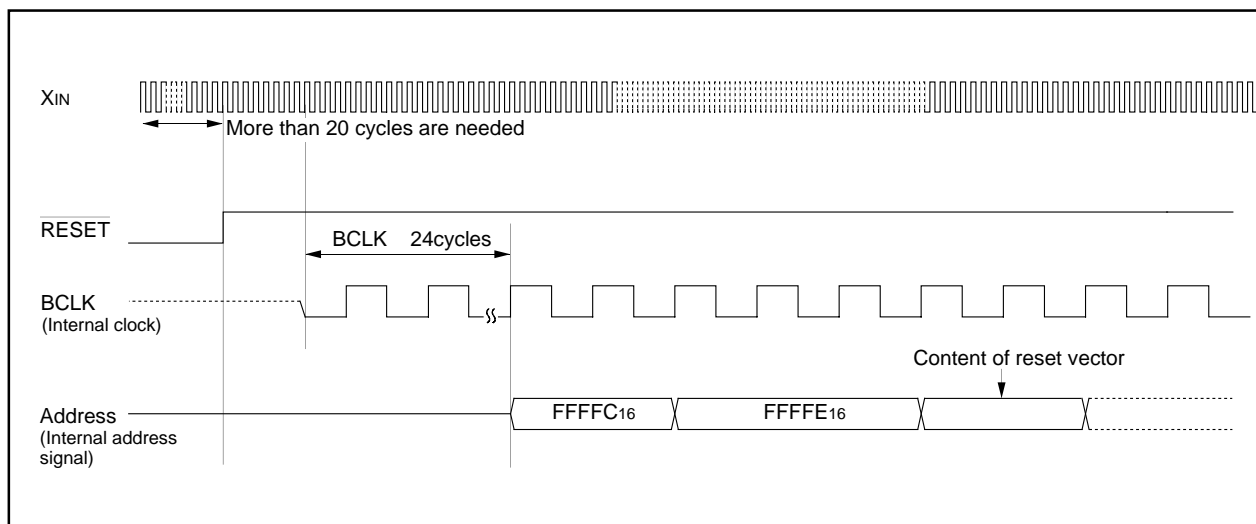 XIN
More than 20 cycles are needed
RESET
BCLK 24cycles
BCLK
(Internal clock)
Content of reset vector
Address
(Internal address
signal)
FFFFC16
FFFFE16